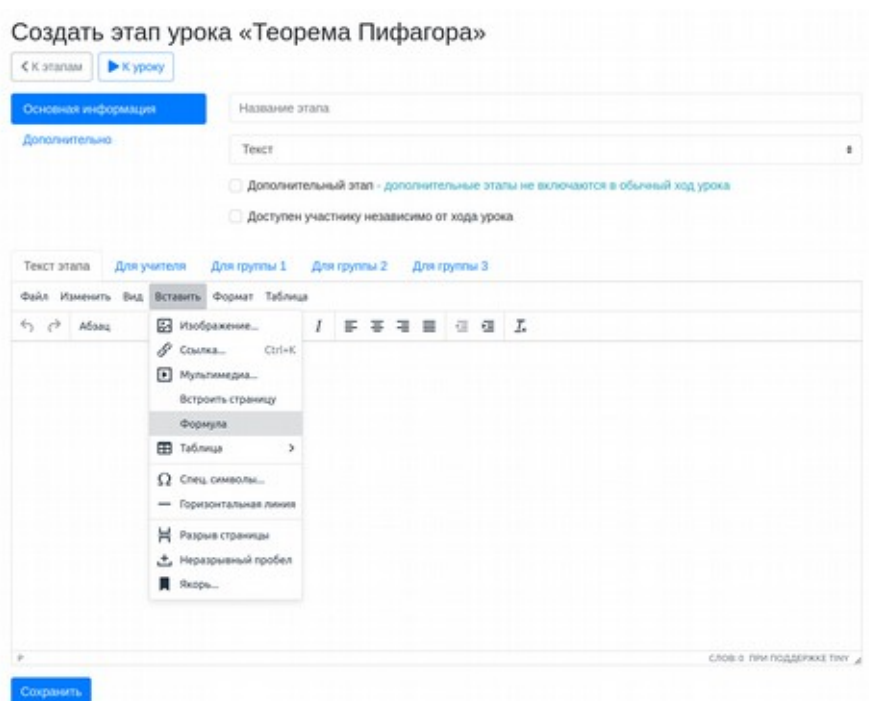 Создать этап урока «Теорема Пифагора»
К этапам К уроку
Основная информация Название этапа
Дополнительно Текст
Дополнительный этап - дополнительные этапы не включаются в обычный ход урока
Доступен участнику независимо от хода урока
Текст этапа Для учителя Для группы 1 Для группы 2 Для группы 3
Файл Изменить Вид Вставить Формат Таблица
Абзац I
Изображение...
Ссылка... Ctrl+K
Мультимедиа...
Встроить страницу
Формула
Таблица
Спец. символы...
Горизонтальная линия
Разрыв страницы
Неразрывный пробел
Якорь...
P СЛОВ: 0 ПРИ ПОДДЕРЖКЕ TINY
Сохранить